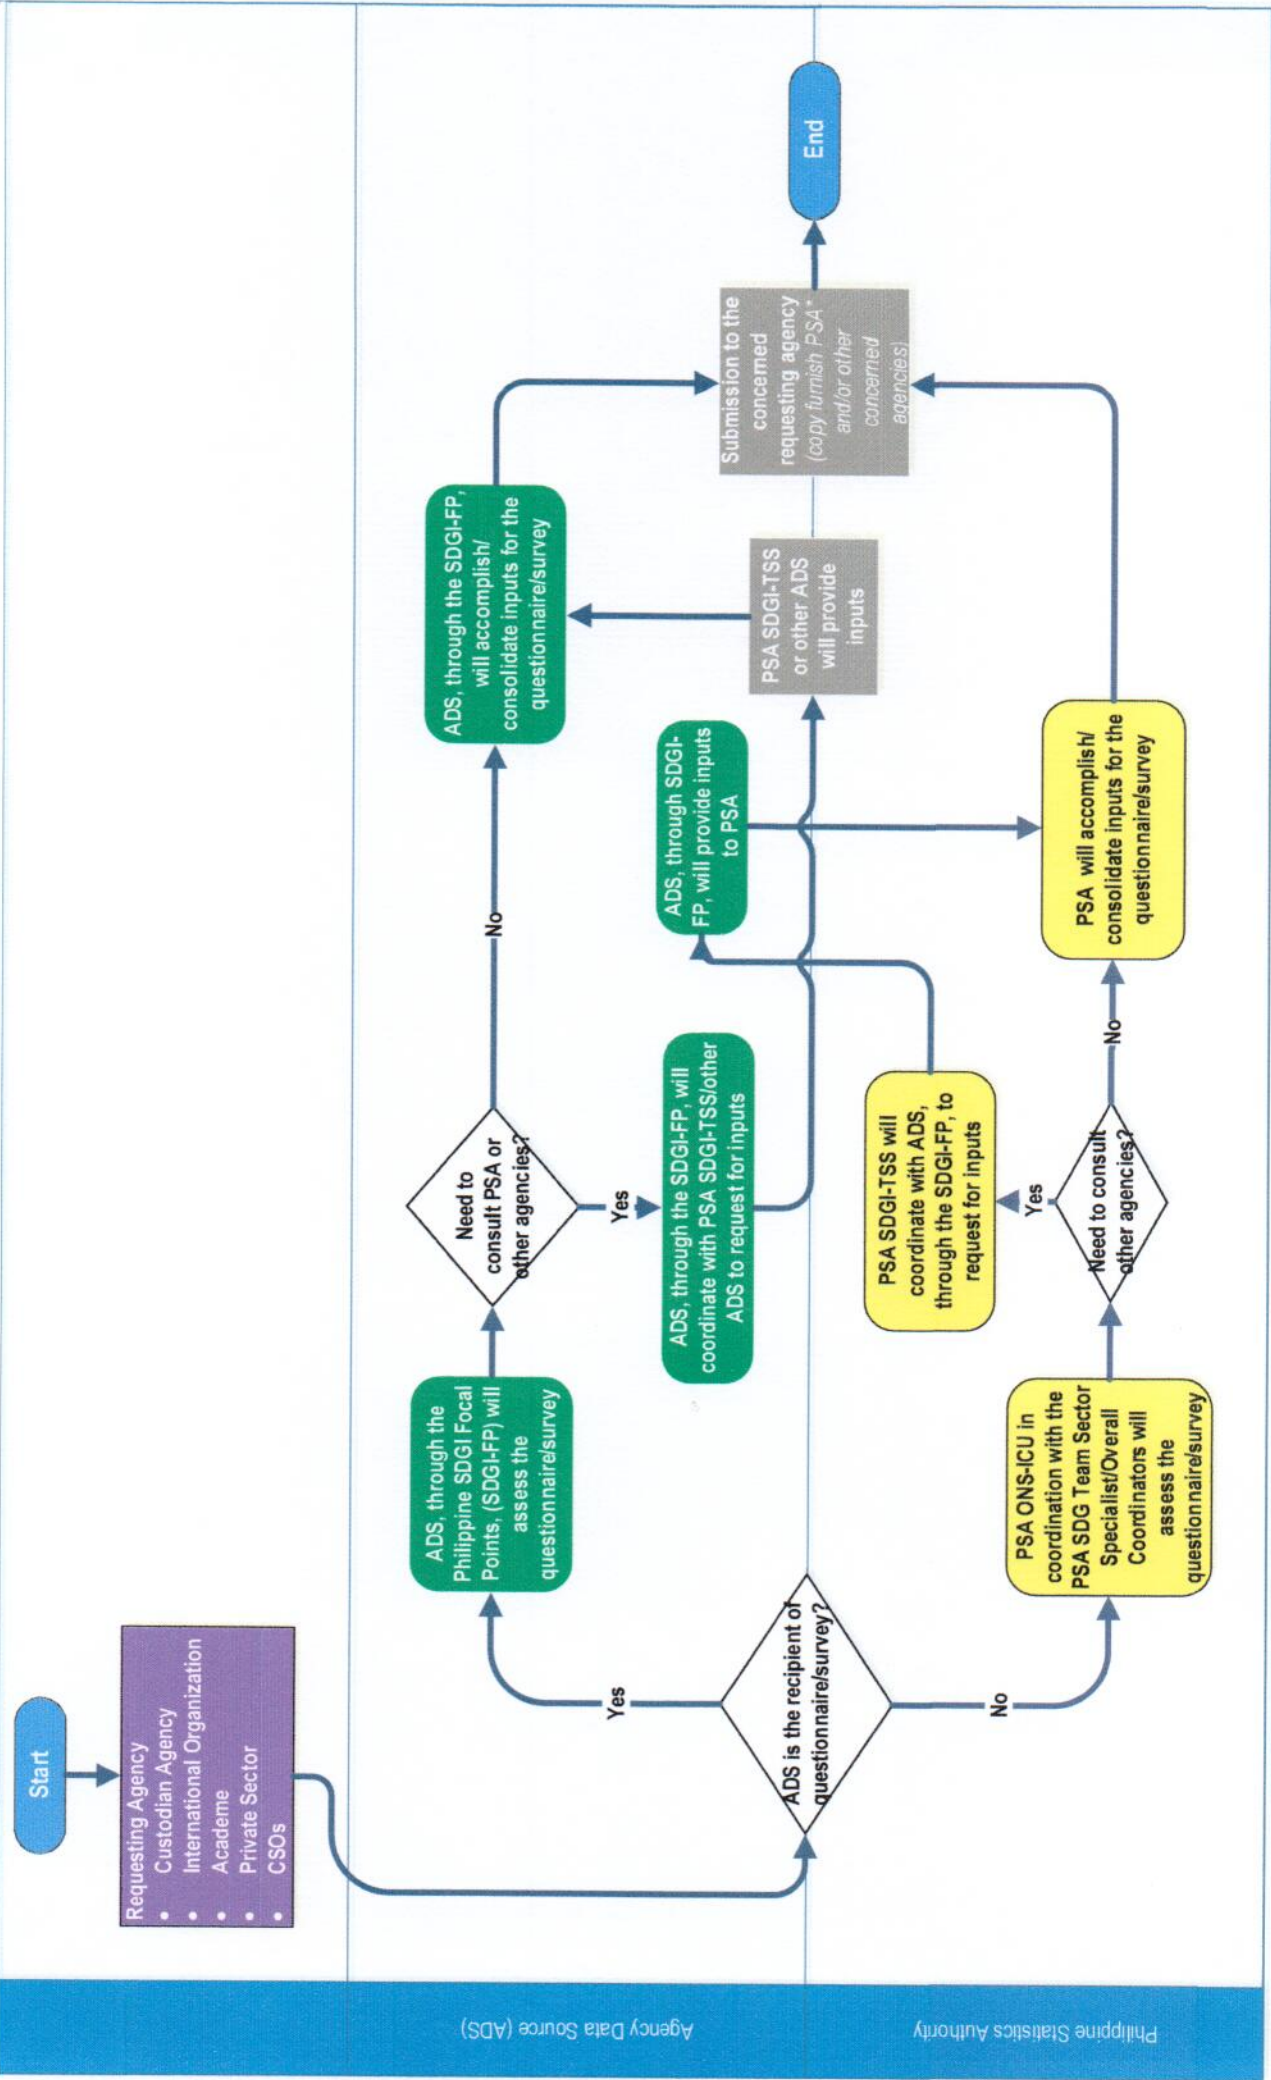 Start
Requesting Agency
• Custodian Agency
• International Organization
• Academe
• Private Sector
• CSOs
Agency Data Source (ADS)
Philippine Statistics Authority
ADS is the recipient of
questionnaire/survey?
Yes
No
ADS, through the
Philippine SDGI Focal
Points, (SDGI-FP) will
assess the
questionnaire/survey
Need to
consult PSA or
other agencies?
No
Yes
ADS, through the SDGI-FP, will
coordinate with PSA SDGI-TSS/other
ADS to request for inputs
ADS, through the SDGI-FP,
will accomplish/
consolidate inputs for the
questionnaire/survey
ADS, through SDGI-
FP, will provide inputs
to PSA
PSA SDGI-TSS
or other ADS
will provide
inputs
PSA ONS-ICU in
coordination with the
PSA SDG Team Sector
Specialist/Overall
Coordinators will
assess the
questionnaire/survey
Need to consult
other agencies?
Yes
No
PSA SDGI-TSS will
coordinate with ADS,
through the SDGI-FP, to
request for inputs
PSA will accomplish/
consolidate inputs for the
questionnaire/survey
Submission to the
concerned
requesting agency
(copy furnish PSA*
and/or other
concerned
agencies)
End